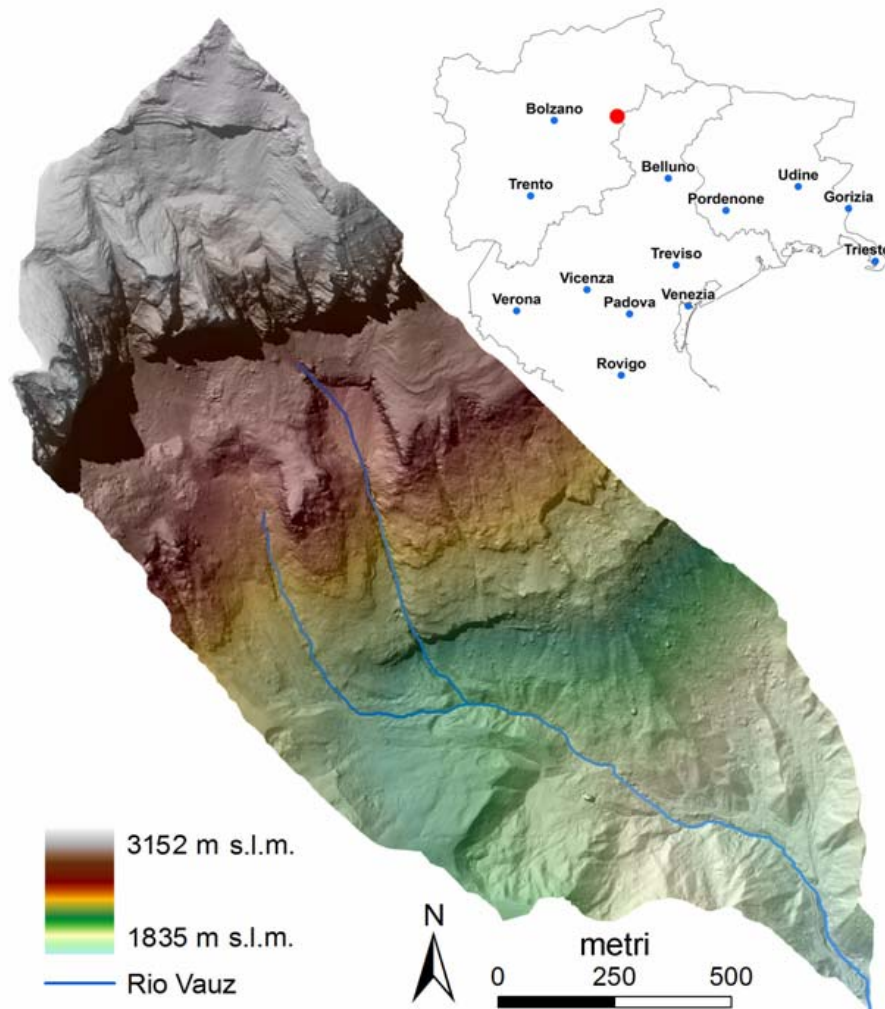 Bolzano
Trento
Belluno
Pordenone
Udine
Gorizia
Trieste
Treviso
Vicenza
Verona
Padova
Venezia
Rovigo
3152 m s.l.m.
1835 m s.l.m.
Rio Vauz
N
metri
0 250 500